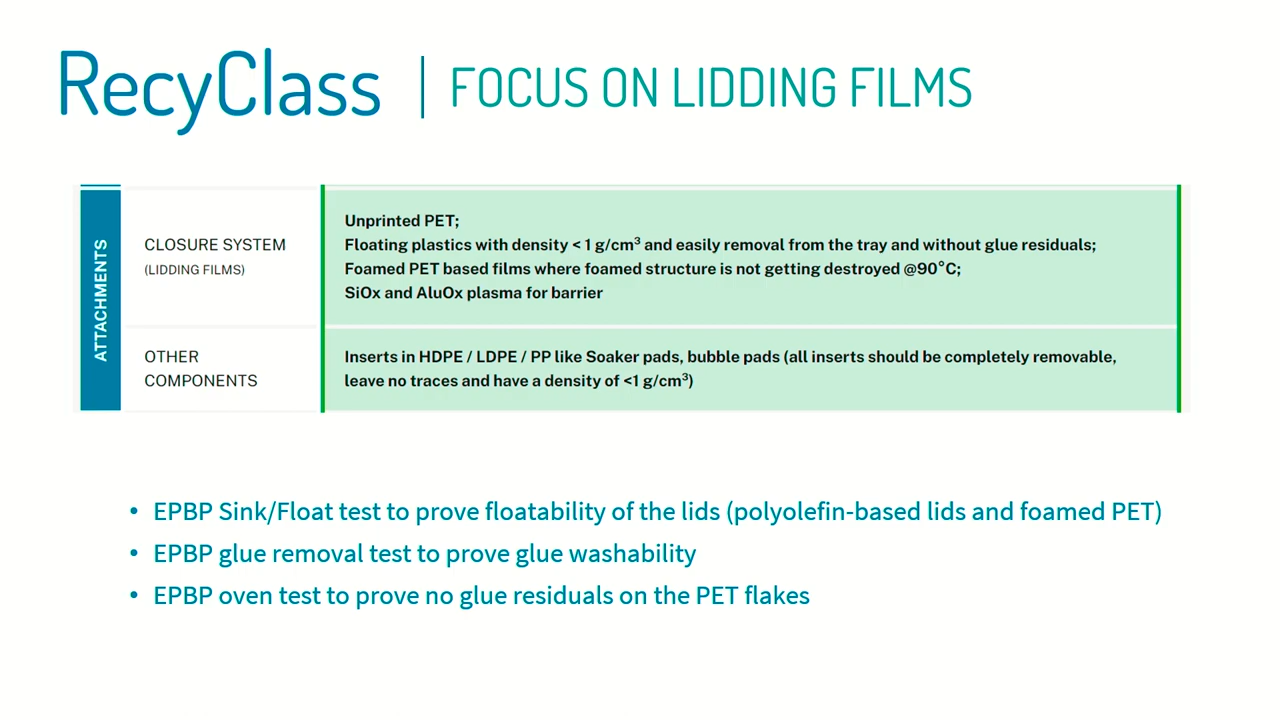 RecyClass
FOCUS ON LIDDING FILMS
ATTACHMENTS
CLOSURE SYSTEM
(LIDDING FILMS)
Unprinted PET;
Floating plastics with density < 1 g/cm³ and easily removal from the tray and without glue residuals;
Foamed PET based films where foamed structure is not getting destroyed @90°C;
SiOx and AluOx plasma for barrier
OTHER
COMPONENTS
Inserts in HDPE / LDPE / PP like Soaker pads, bubble pads (all inserts should be completely removable,
leave no traces and have a density of <1 g/cm³)
• EPBP Sink/Float test to prove floatability of the lids (polyolefin-based lids and foamed PET)
• EPBP glue removal test to prove glue washability
• EPBP oven test to prove no glue residuals on the PET flakes